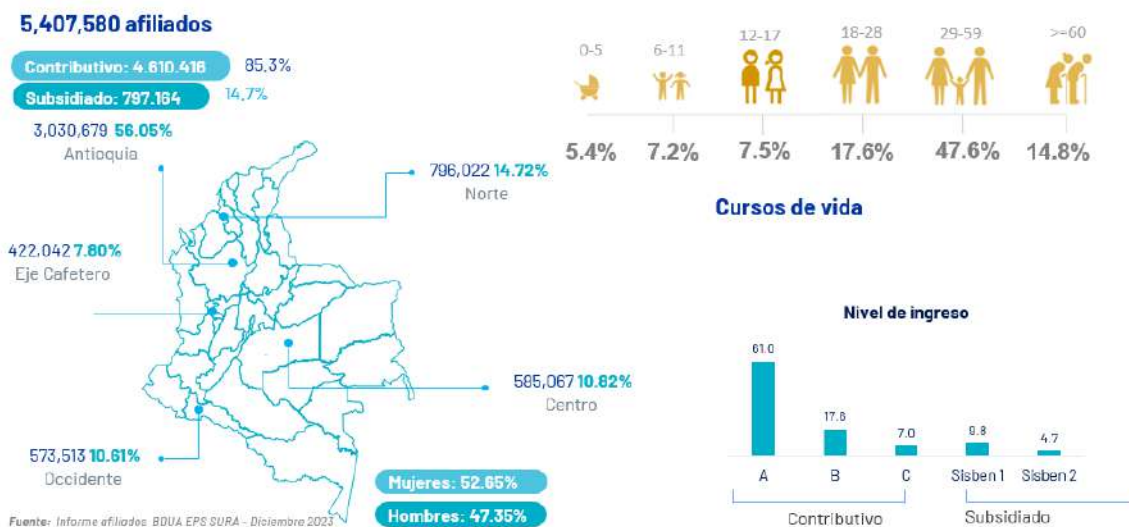 5,407,580 afiliados
Contributivo: 4.610.416 85.3%
Subsidiado: 797.164 14.7%
3,030,679 56.05%
Antioquia
796,022 14.72%
Norte
422,042 7.80%
Eje Cafetero
585,067 10.82%
Centro
573,513 10.61%
Occidente
Mujeres: 52.65%
Hombres: 47.35%
Fuente: Informe afiliados BDUA EPS SURA - Diciembre 2023
0-5 6-11 12-17 18-28 29-59 >=60
5.4% 7.2% 7.5% 17.6% 47.6% 14.8%
Cursos de vida
Nivel de ingreso
61.0 17.6 7.0 9.8 4.7
A B C Sisben 1 Sisben 2
Contributivo Subsidiado